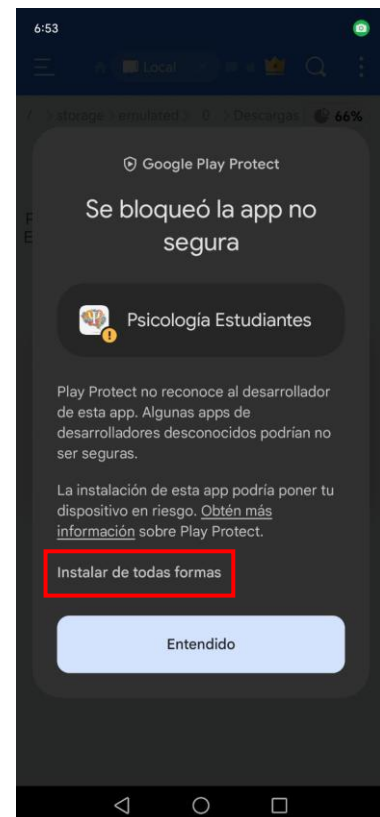 6:53
Local
/ > storage > emulated > 0 > Descargas 66%
Google Play Protect
Se bloqueó la app no
segura
Psicología Estudiantes
Play Protect no reconoce al desarrollador
de esta app. Algunas apps de
desarrolladores desconocidos podrían no
ser seguras.
La instalación de esta app podría poner tu
dispositivo en riesgo. Obtén más
información sobre Play Protect.
Instalar de todas formas
Entendido